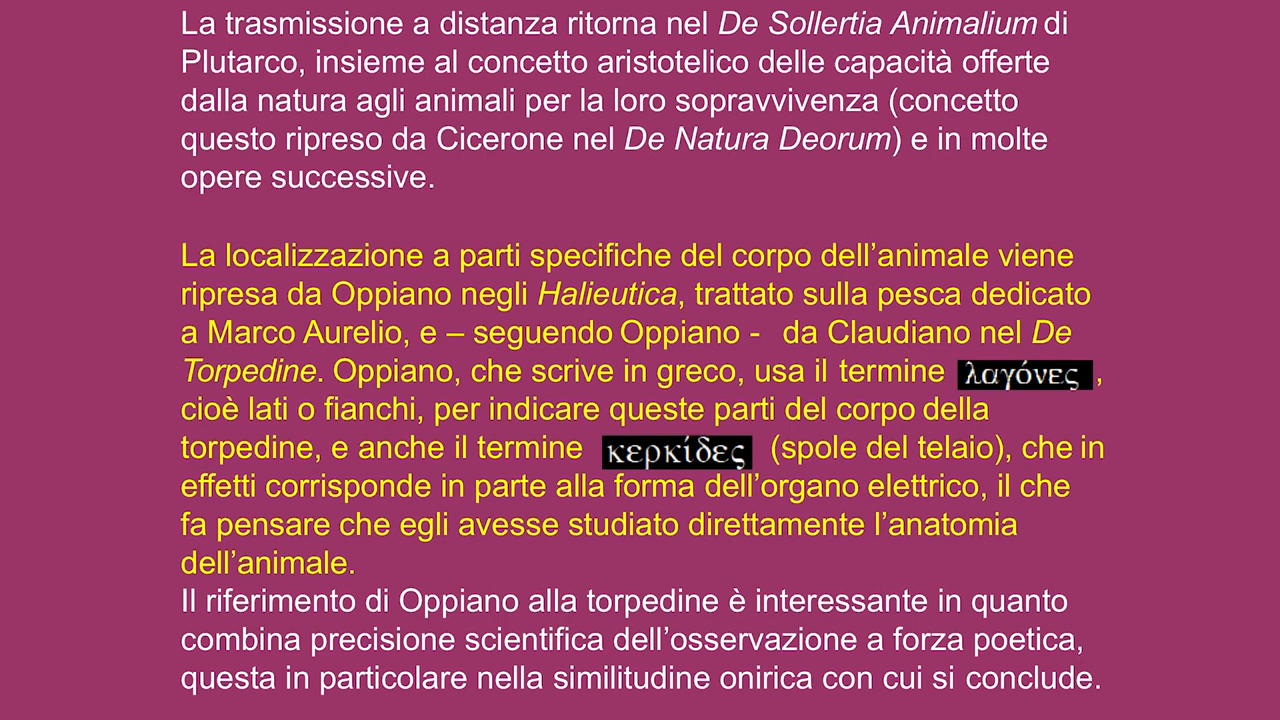 La trasmissione a distanza ritorna nel De Sollertia Animalium di
Plutarco, insieme al concetto aristotelico delle capacità offerte
dalla natura agli animali per la loro sopravvivenza (concetto
questo ripreso da Cicerone nel De Natura Deorum) e in molte
opere successive.
La localizzazione a parti specifiche del corpo dell’animale viene
ripresa da Oppiano negli Halieutica, trattato sulla pesca dedicato
a Marco Aurelio, e – seguendo Oppiano - da Claudiano nel De
Torpedine. Oppiano, che scrive in greco, usa il termine λαγόνες ,
cioè lati o fianchi, per indicare queste parti del corpo della
torpedine, e anche il termine κερκίδες (spole del telaio), che in
effetti corrisponde in parte alla forma dell’organo elettrico, il che
fa pensare che egli avesse studiato direttamente l’anatomia
dell’animale.
Il riferimento di Oppiano alla torpedine è interessante in quanto
combina precisione scientifica dell’osservazione a forza poetica,
questa in particolare nella similitudine onirica con cui si conclude.